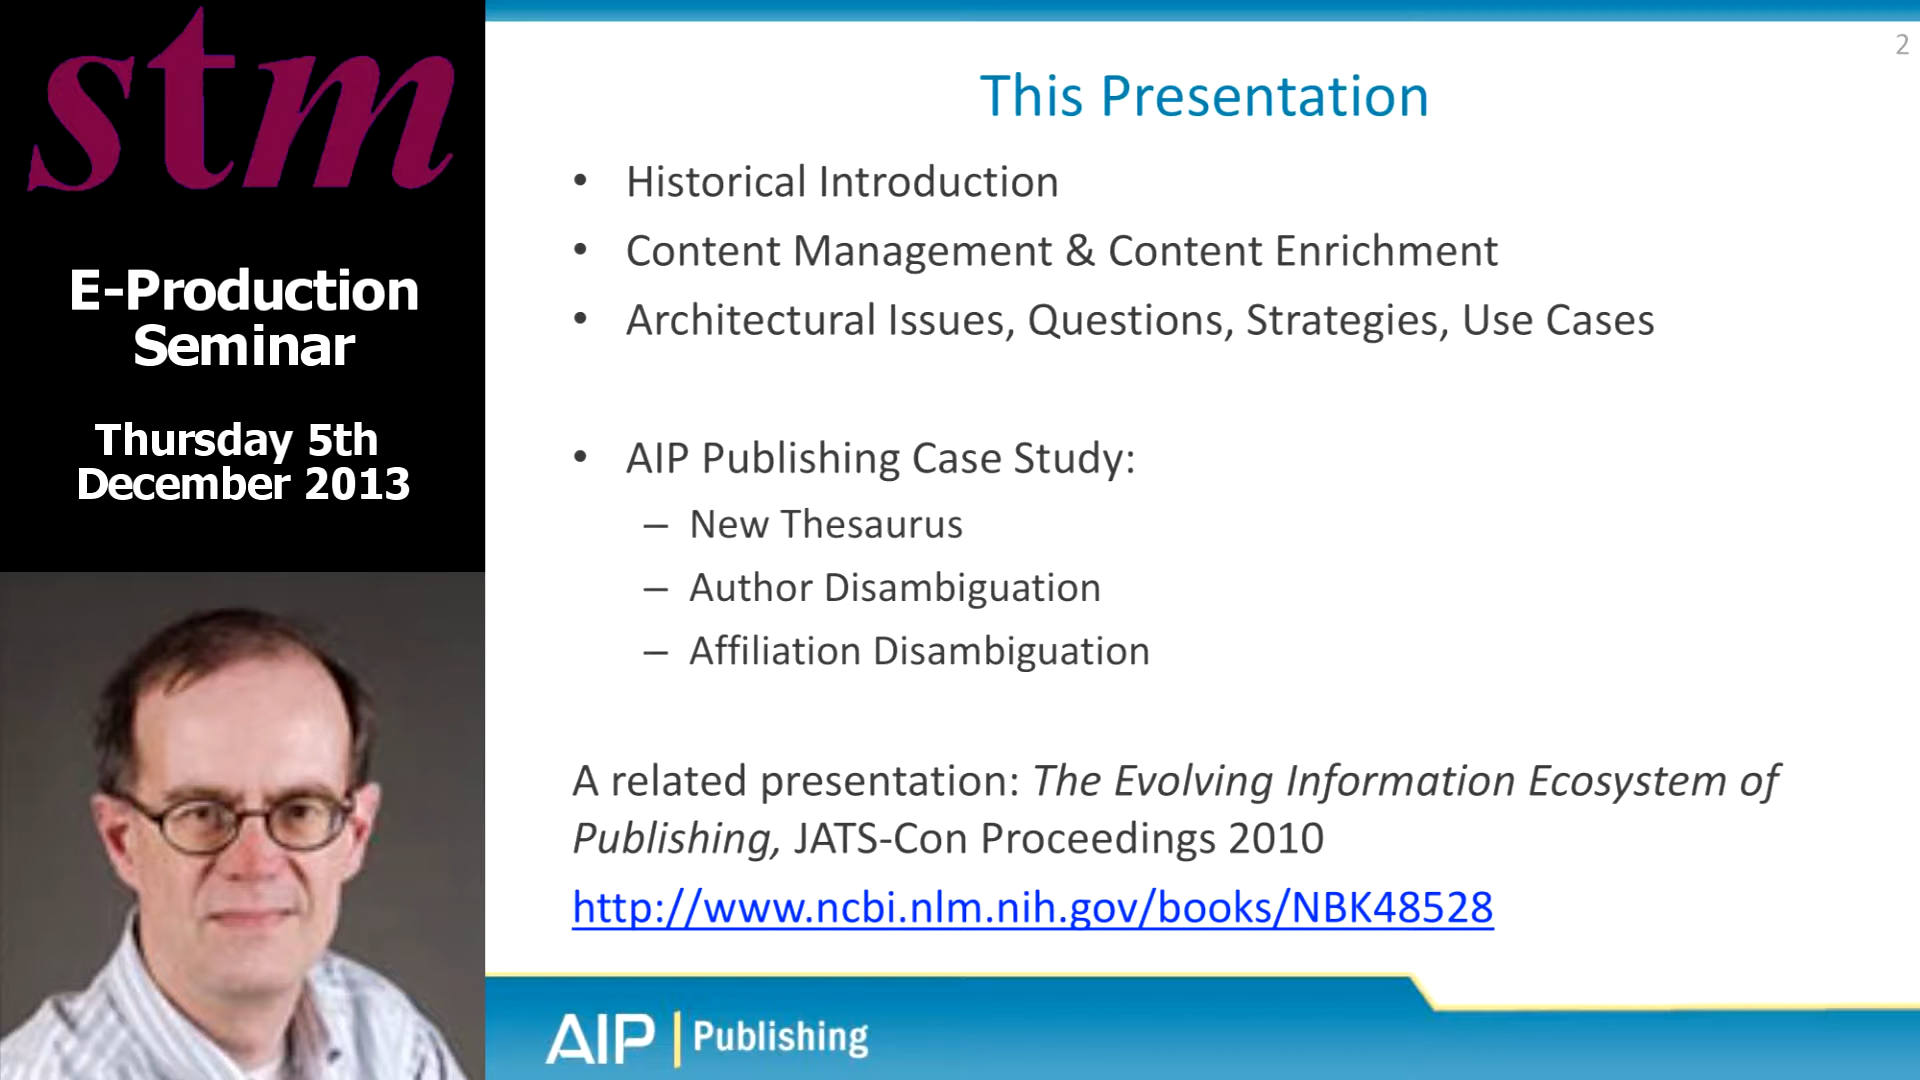 stm
E-Production
Seminar
Thursday 5th
December 2013
2
This Presentation
• Historical Introduction
• Content Management & Content Enrichment
• Architectural Issues, Questions, Strategies, Use Cases
• AIP Publishing Case Study:
– New Thesaurus
– Author Disambiguation
– Affiliation Disambiguation
A related presentation: The Evolving Information Ecosystem of
Publishing, JATS-Con Proceedings 2010
http://www.ncbi.nlm.nih.gov/books/NBK48528
AIP | Publishing